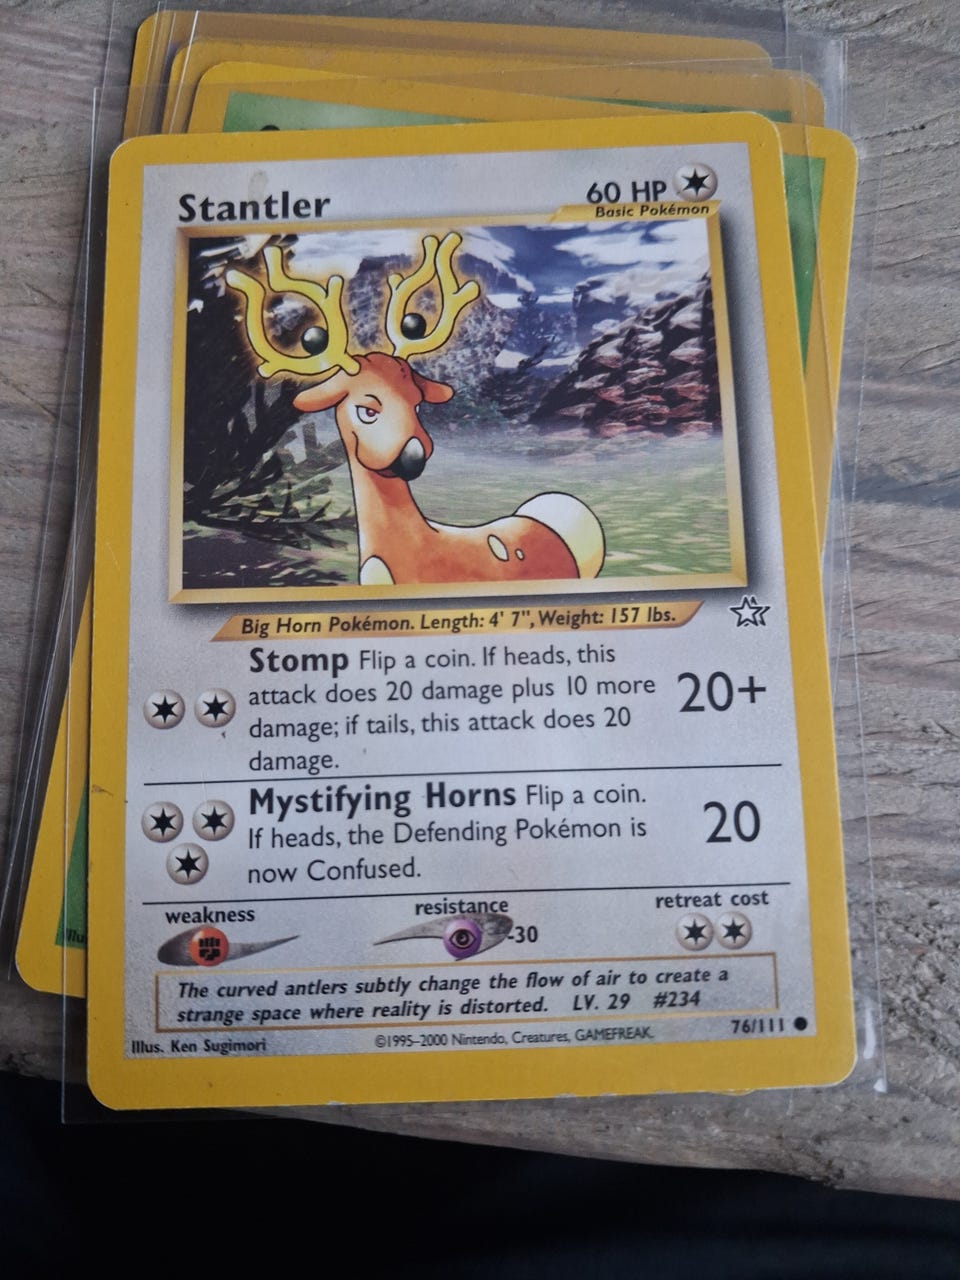 Stantler
60 HP
Basic Pokémon
Big Horn Pokémon. Length: 4' 7", Weight: 157 lbs.
Stomp Flip a coin. If heads, this
attack does 20 damage plus 10 more
damage; if tails, this attack does 20
damage.
20+
Mystifying Horns Flip a coin.
If heads, the Defending Pokémon is
now Confused.
20
weakness
resistance
-30
retreat cost
The curved antlers subtly change the flow of air to create a
strange space where reality is distorted. LV. 29 #234
76/111
Illus. Ken Sugimori
©1995–2000 Nintendo, Creatures, GAMEFREAK.
Illu